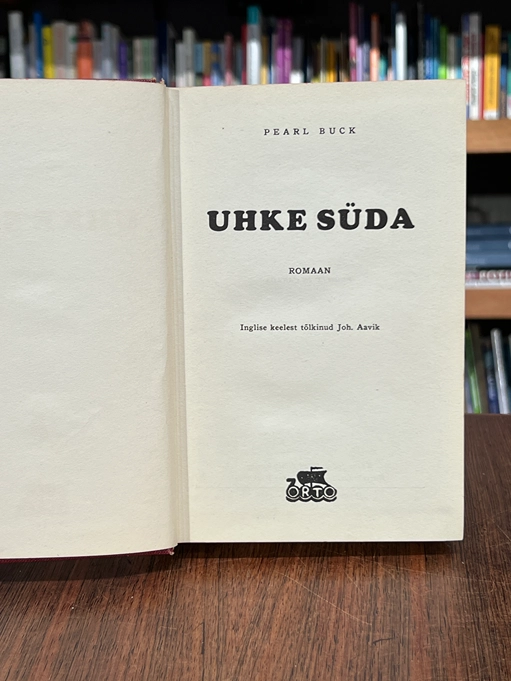 PEARL BUCK
UHKE SÜDA
ROMAAN
Inglise keelest tõlkinud Joh. Aavik
ORTO